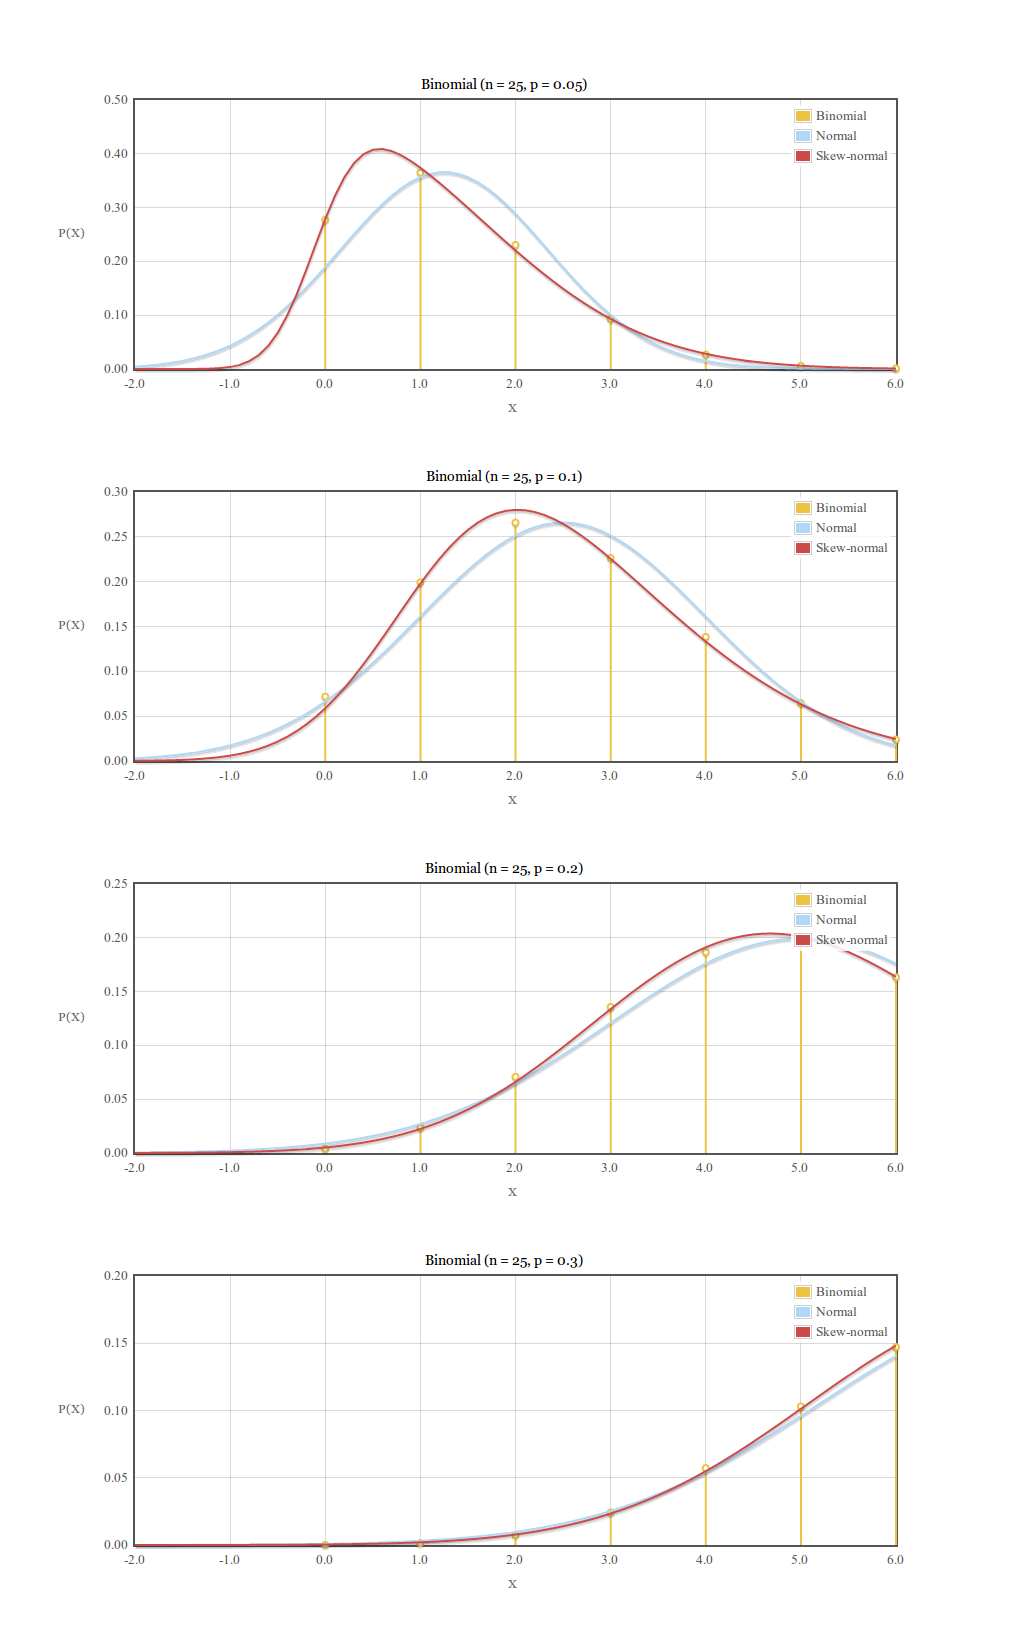 Binomial (n = 25, p = 0.05)
0.50
0.40
0.30
0.20
0.10
0.00
P(X)
Binomial
Normal
Skew-normal
-2.0 -1.0 0.0 1.0 2.0 3.0 4.0 5.0 6.0
X
Binomial (n = 25, p = 0.1)
0.30
0.25
0.20
0.15
0.10
0.05
0.00
P(X)
Binomial
Normal
Skew-normal
-2.0 -1.0 0.0 1.0 2.0 3.0 4.0 5.0 6.0
X
Binomial (n = 25, p = 0.2)
0.25
0.20
0.15
0.10
0.05
0.00
P(X)
Binomial
Normal
Skew-normal
-2.0 -1.0 0.0 1.0 2.0 3.0 4.0 5.0 6.0
X
Binomial (n = 25, p = 0.3)
0.20
0.15
0.10
0.05
0.00
P(X)
Binomial
Normal
Skew-normal
-2.0 -1.0 0.0 1.0 2.0 3.0 4.0 5.0 6.0
X